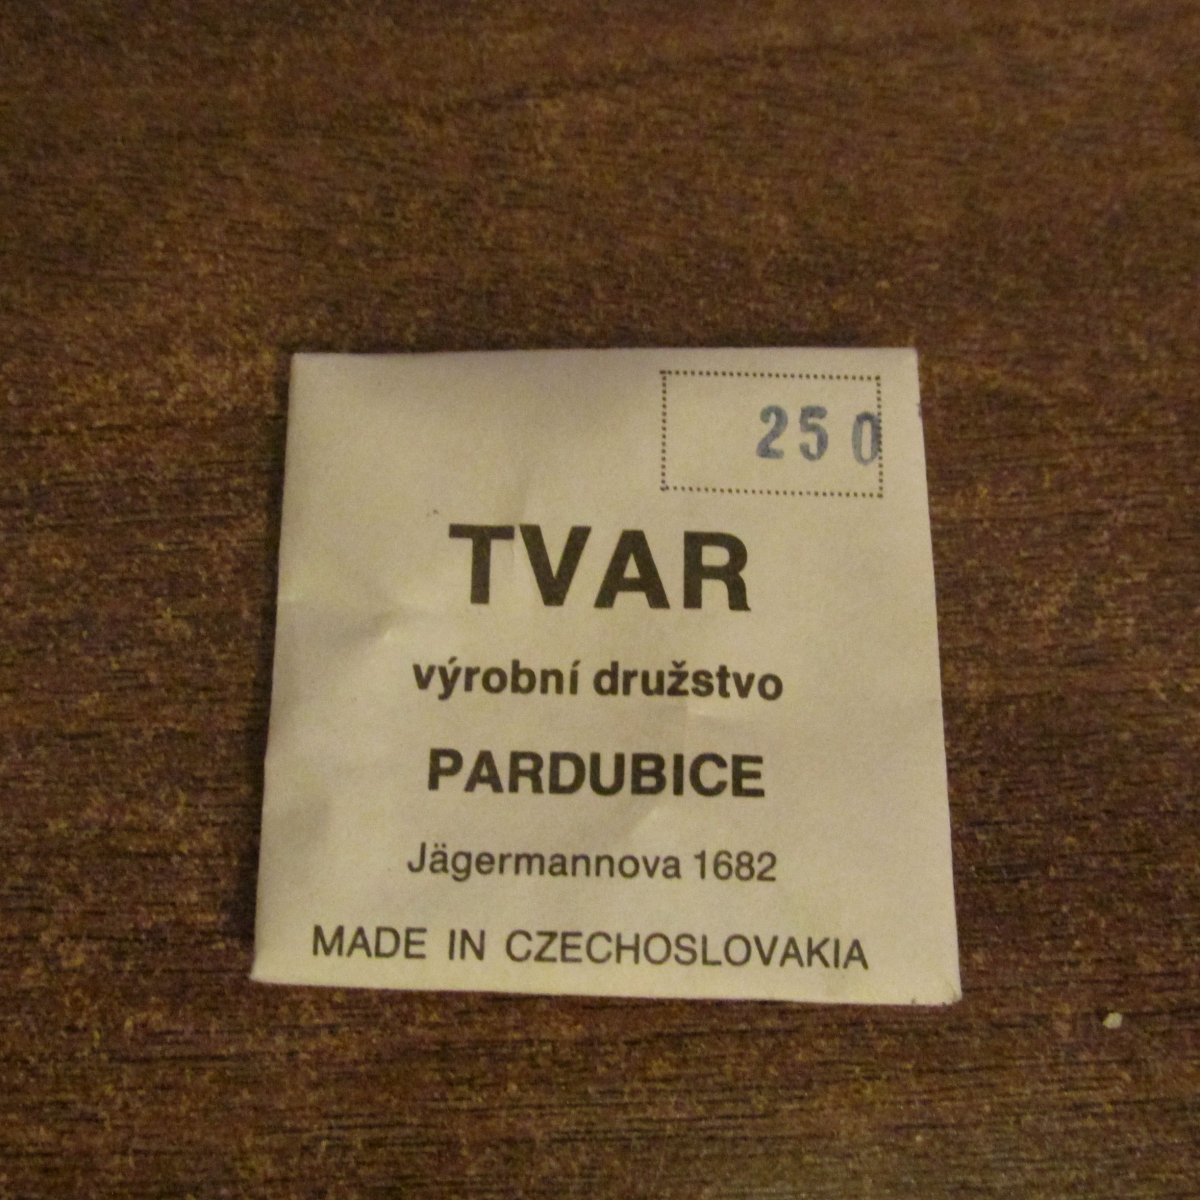 250
TVAR
výrobní družstvo
PARDUBICE
Jägermannova 1682
MADE IN CZECHOSLOVAKIA